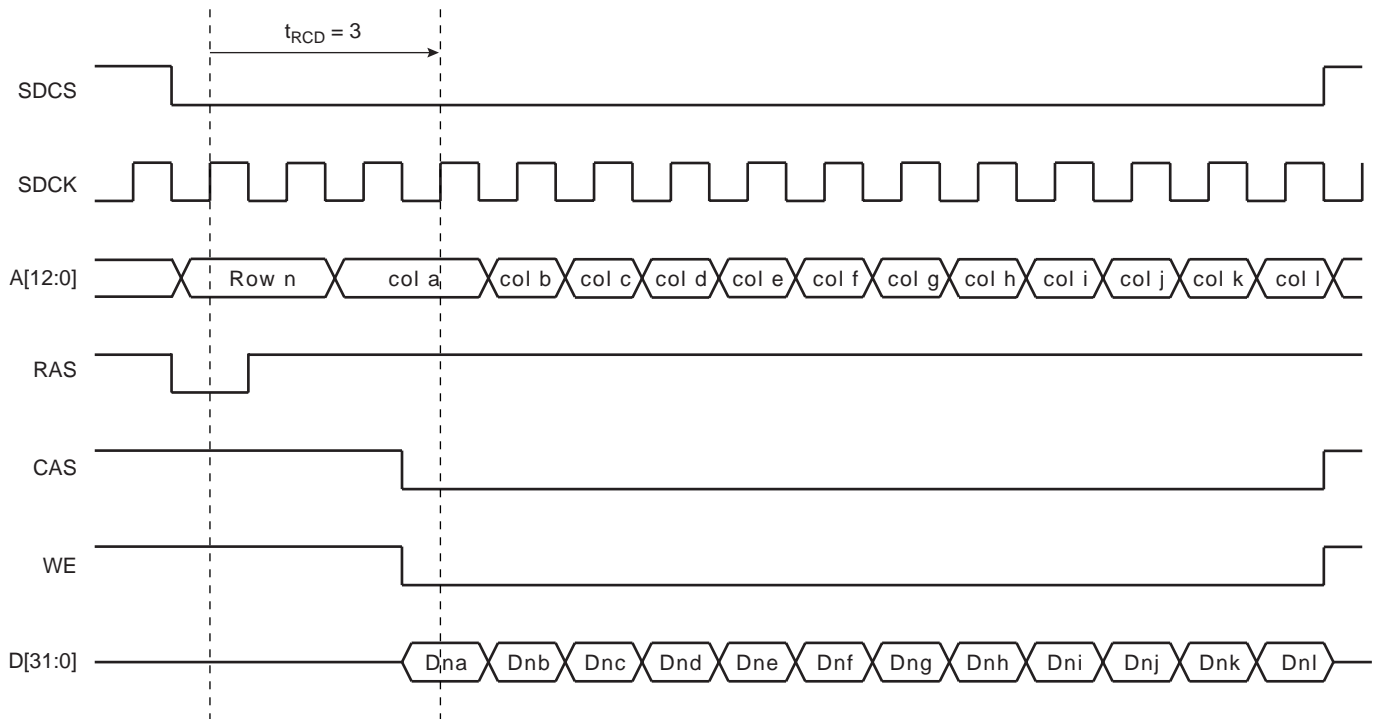 tRCD = 3
SDCS
SDCK
A[12:0] Row n col a col b col c col d col e col f col g col h col i col j col k col l
RAS
CAS
WE
D[31:0] Dna Dnb Dnc Dnd Dne Dnf Dng Dnh Dni Dnj Dnk Dnl